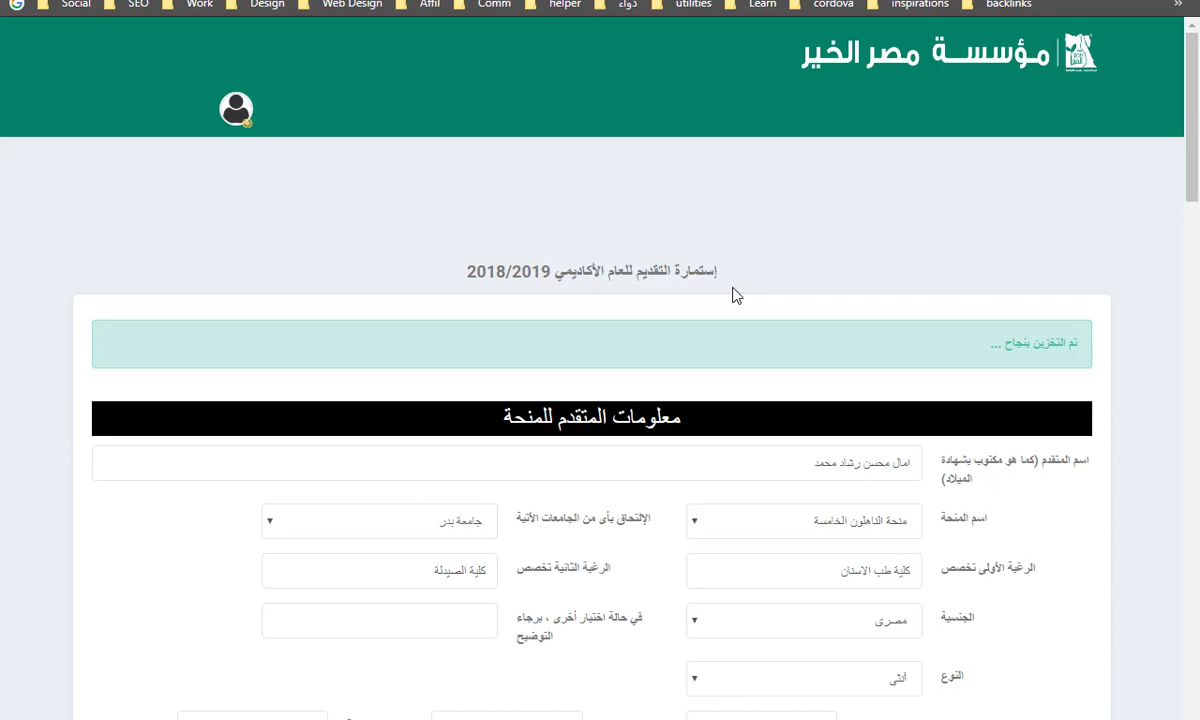 Social SEO Work Design Web Design Affil Comm helper دواء utilities Learn cordova inspirations backlinks »
مؤسسة مصر الخير
إستمارة التقديم للعام الأكاديمي 2018/2019
تم التخزين بنجاح ...
معلومات المتقدم للمنحة
اسم المتقدم (كما هو مكتوب بشهادة الميلاد)
امال محسن رشاد محمد
اسم المنحة
منحة الناهلون الخامسة
الإلتحاق بأى من الجامعات الأتية
جامعة بدر
الرغبة الأولى تخصص
كلية طب الاسنان
الرغبة الثانية تخصص
كلية الصيدلة
الجنسية
مصرى
في حالة اختيار أخرى ، برجاء التوضيح
النوع
أنثى